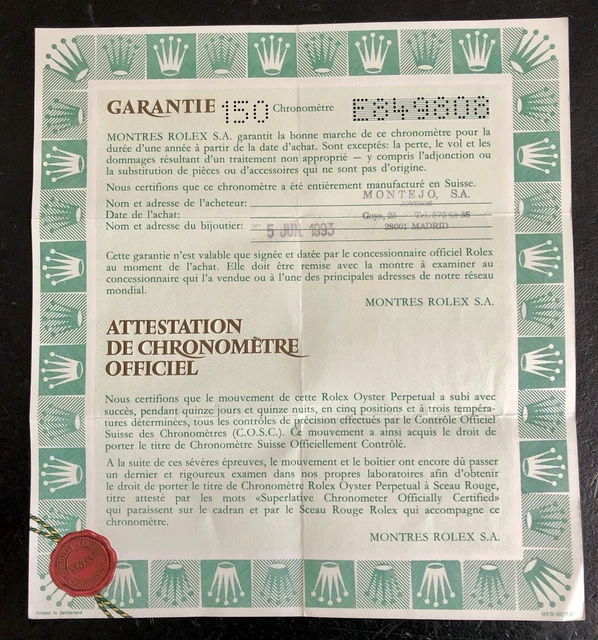 GARANTIE 150 Chronomètre E849808
MONTRES ROLEX S.A. garantit la bonne marche de ce chronomètre pour la
durée d'une année à partir de la date d'achat. Sont exceptés: la perte, le vol et les
dommages résultant d'un traitement non approprié — y compris l'adjonction ou
la substitution de pièces ou d'accessoires qui ne sont pas d'origine.
Nous certifions que ce chronomètre a été entièrement manufacturé en Suisse.
MONTEJO, S.A.
Nom et adresse de l'acheteur:
JOYEROS
Date de l'achat:
Goya, 25 - Tel.
Nom et adresse du bijoutier:
28001 MADRID
5 JUN. 1993
Cette garantie n'est valable que signée et datée par le concessionnaire officiel Rolex
au moment de l'achat. Elle doit être remise avec la montre à examiner au
concessionnaire qui l'a vendue ou à l'une des principales adresses de notre réseau
mondial.
MONTRES ROLEX S.A.
ATTESTATION
DE CHRONOMÈTRE
OFFICIEL
Nous certifions que le mouvement de cette Rolex Oyster Perpetual a subi avec
succès, pendant quinze jours et quinze nuits, en cinq positions et à trois tempéra-
tures déterminées, tous les contrôles de précision effectués par le Contrôle Officiel
Suisse des Chronomètres (C.O.S.C.). Ce mouvement a ainsi acquis le droit de
porter le titre de Chronomètre Suisse Officiellement Contrôlé.
A la suite de ces sévères épreuves, le mouvement et le boîtier ont encore dû passer
un dernier et rigoureux examen dans nos propres laboratoires afin d'obtenir
le droit de porter le titre de Chronomètre Rolex Oyster Perpetual à Sceau Rouge,
titre attesté par les mots «Superlative Chronometer Officially Certified»
qui paraissent sur le cadran et par le Sceau Rouge Rolex qui accompagne ce
chronomètre.
MONTRES ROLEX S.A.
Printed in Switzerland